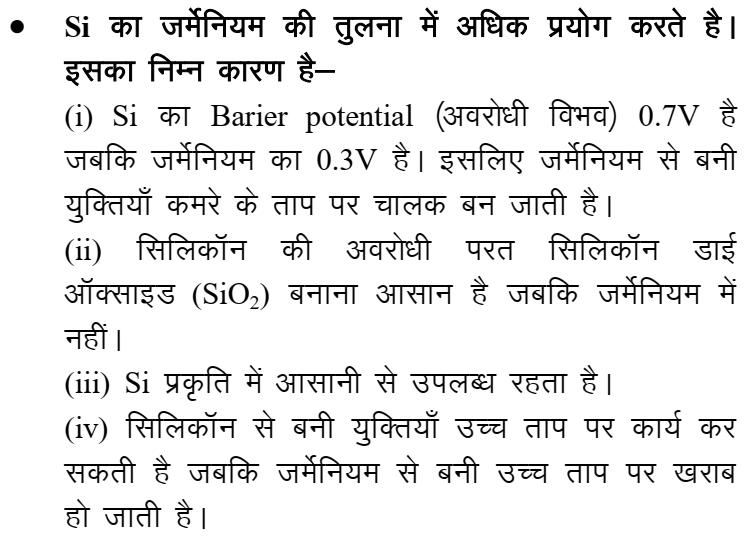 • Si का जर्मेनियम की तुलना में अधिक प्रयोग करते है।
इसका निम्न कारण है–
(i) Si का Barier potential (अवरोधी विभव) 0.7V है
जबकि जर्मेनियम का 0.3V है। इसलिए जर्मेनियम से बनी
युक्तियाँ कमरे के ताप पर चालक बन जाती है।
(ii) सिलिकॉन की अवरोधी परत सिलिकॉन डाई
ऑक्साइड (SiO₂) बनाना आसान है जबकि जर्मेनियम में
नहीं।
(iii) Si प्रकृति में आसानी से उपलब्ध रहता है।
(iv) सिलिकॉन से बनी युक्तियाँ उच्च ताप पर कार्य कर
सकती है जबकि जर्मेनियम से बनी उच्च ताप पर खराब
हो जाती है।